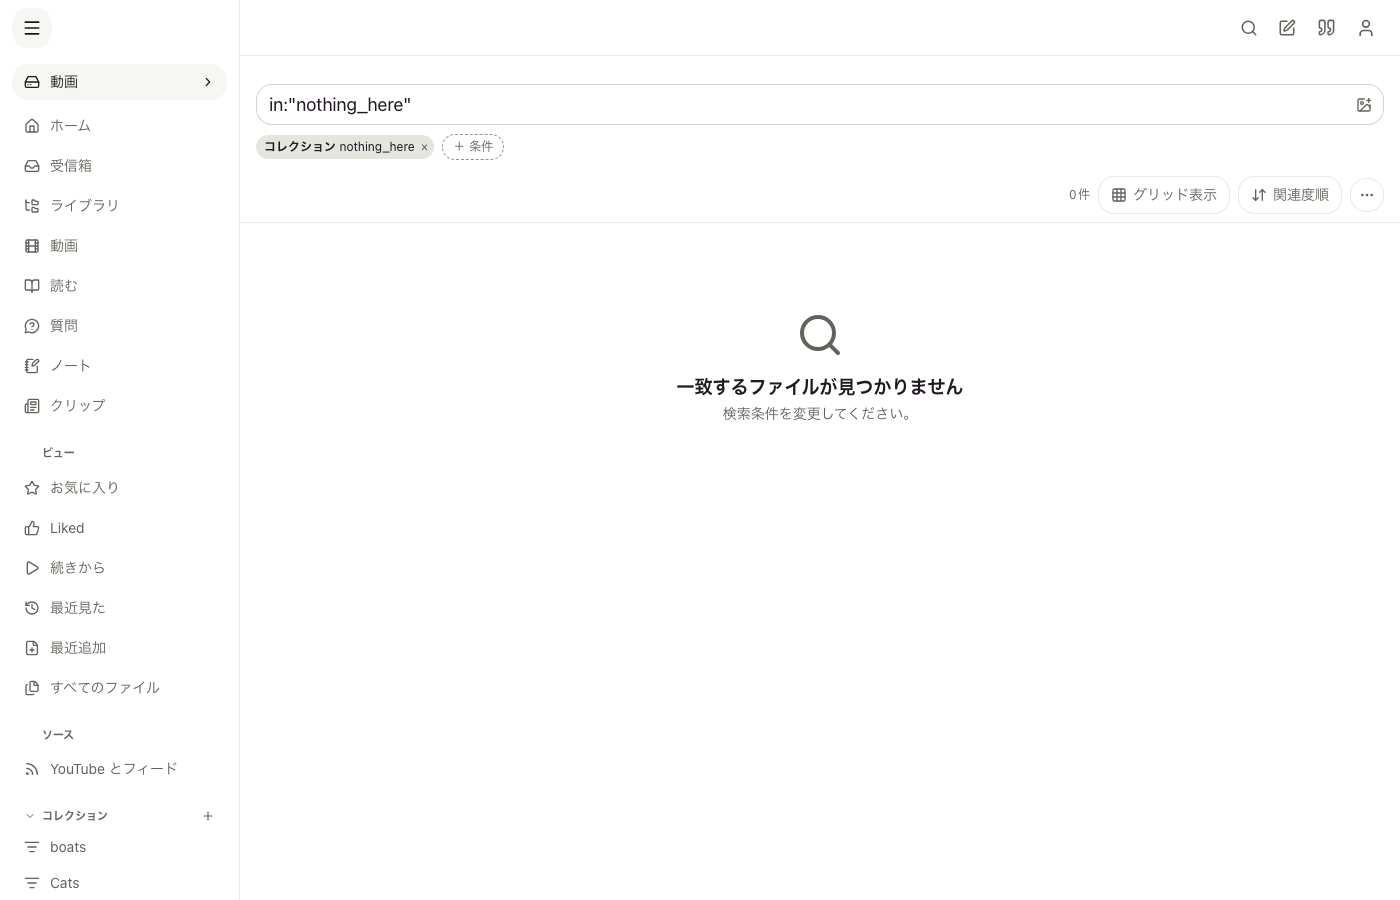 動画
ホーム
受信箱
ライブラリ
動画
読む
質問
ノート
クリップ
ビュー
お気に入り
Liked
続きから
最近見た
最近追加
すべてのファイル
ソース
YouTube とフィード
コレクション
boats
Cats
in:"nothing_here"
コレクション nothing_here ×
+ 条件
0件 グリッド表示 関連度順
一致するファイルが見つかりません
検索条件を変更してください。